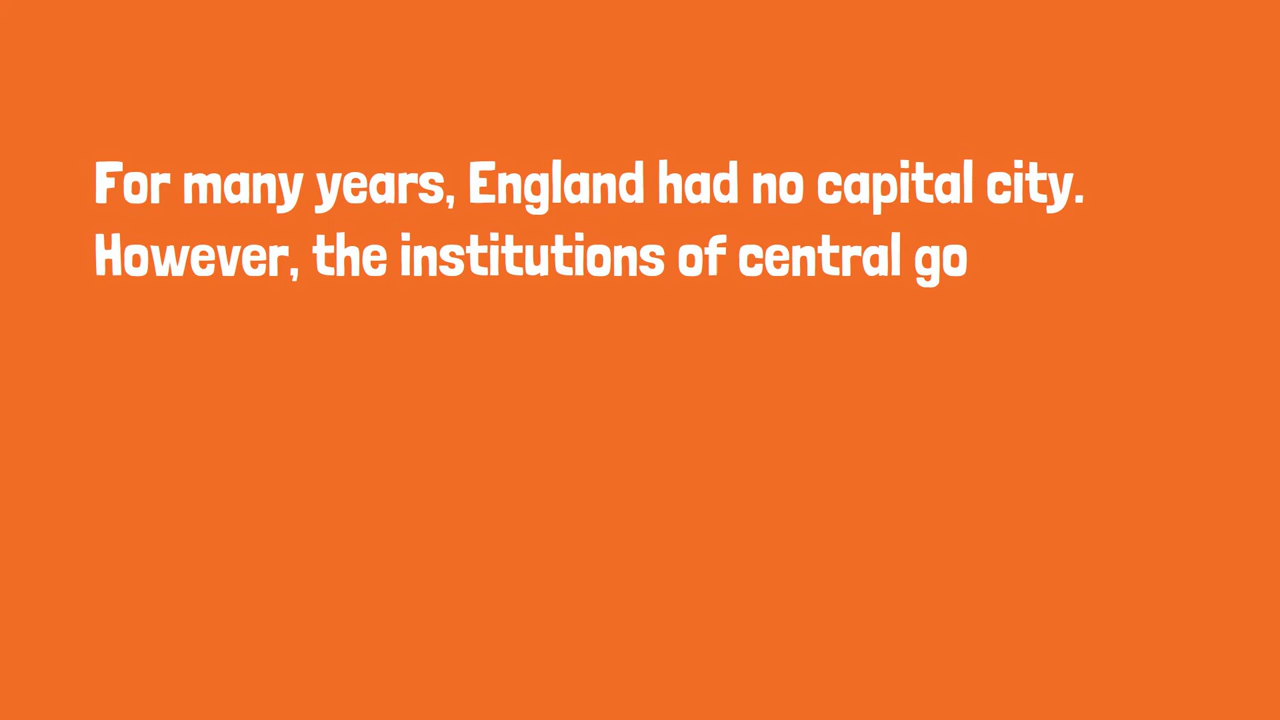 For many years, England had no capital city.
However, the institutions of central go